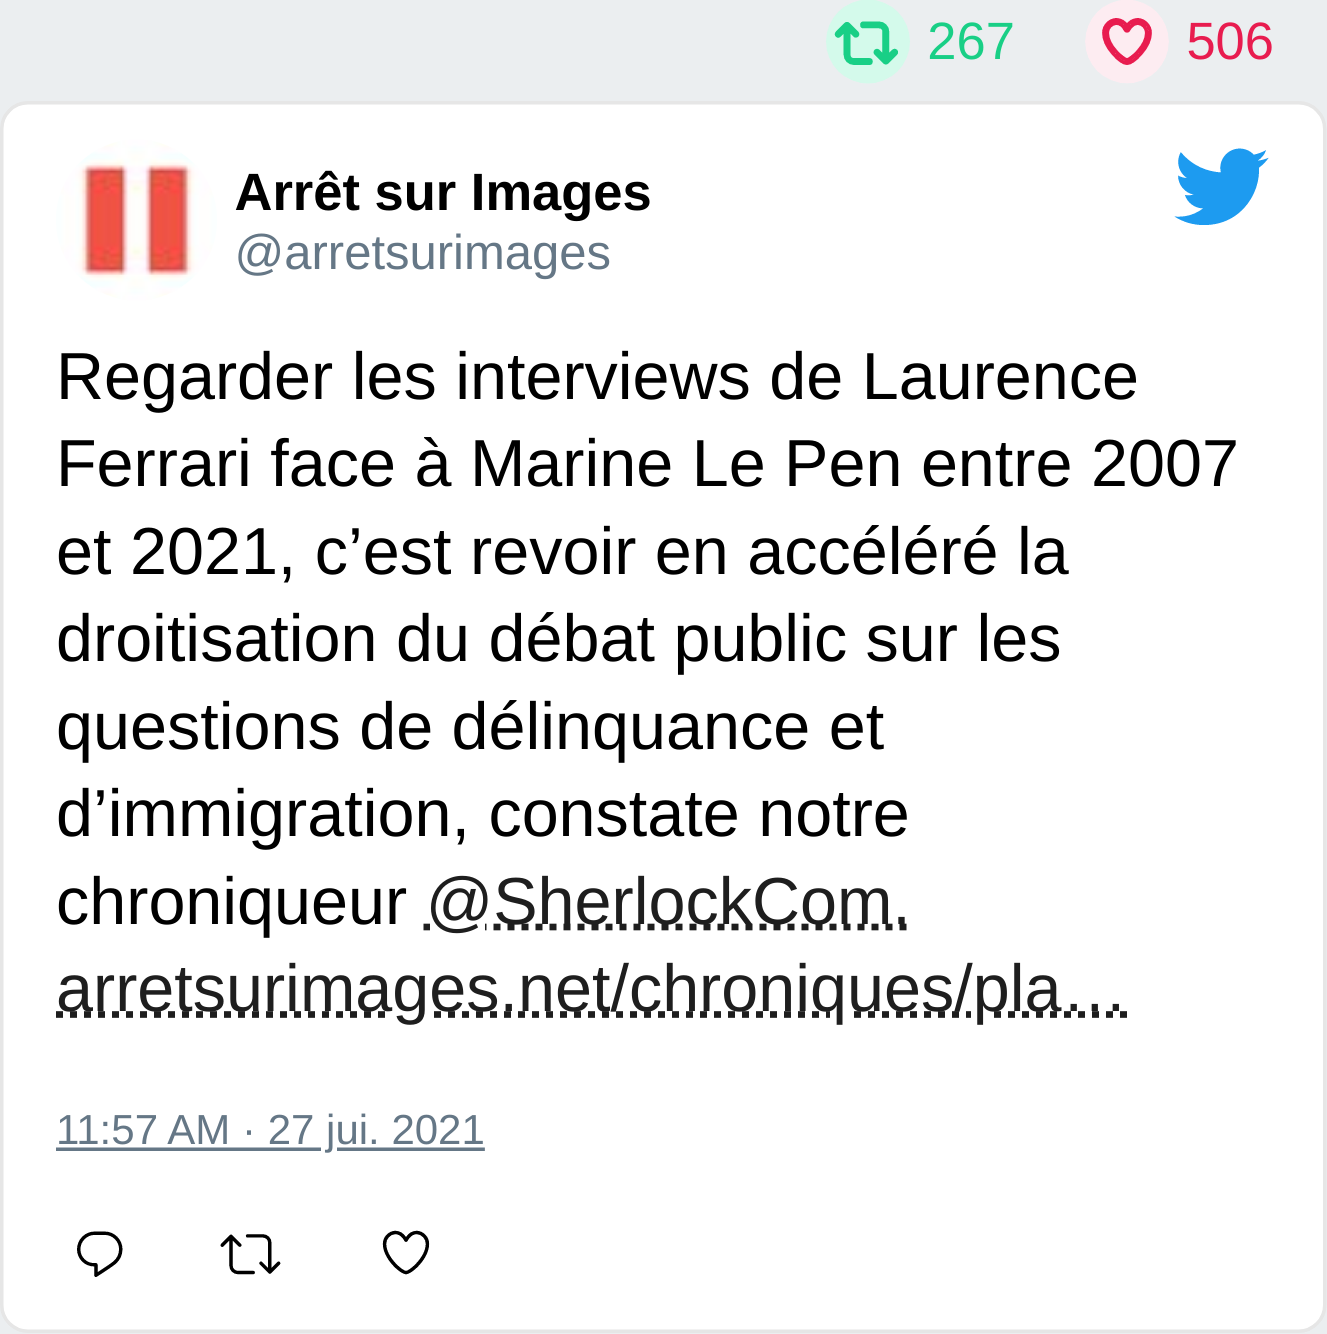 267 506
Arrêt sur Images
@arretsurimages
Regarder les interviews de Laurence
Ferrari face à Marine Le Pen entre 2007
et 2021, c’est revoir en accéléré la
droitisation du débat public sur les
questions de délinquance et
d’immigration, constate notre
chroniqueur @SherlockCom.
arretsurimages.net/chroniques/pla…
11:57 AM · 27 jui. 2021